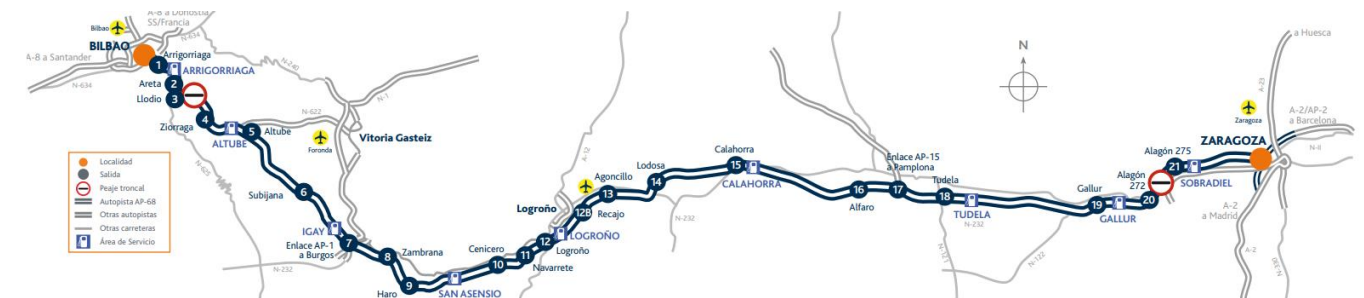 A-8 a Donostia
SS/Francia
Bilbao
N-634
BILBAO
Arrigorriaga
A-8 a Santander
1
ARRIGORRIAGA
N-240
N-634
Areta
2
Llodio
3
N-1
Ziorraga
4
N-622
ALTUBE
5
Altube
Foronda
Vitoria Gasteiz
N-625
Localidad
Salida
Peaje troncal
Autopista AP-68
Otras autopistas
Otras carreteras
Área de Servicio
Subijana
6
IGAY
7
Enlace AP-1
a Burgos
N-232
8
Zambrana
9
Haro
SAN ASENSIO
Cenicero
10
11
Navarrete
12
Logroño
LOGROÑO
Logroño
A-12
12B
Recajo
Agoncillo
13
Lodosa
14
N-232
Calahorra
15
CALAHORRA
16
Alfaro
Enlace AP-15
a Pamplona
17
Tudela
18
TUDELA
N-232
N-121
N
N-122
Gallur
19
GALLUR
20
Alagón
272
Alagón 275
21
SOBRADIEL
ZARAGOZA
Zaragoza
a Huesca
A-23
A-2/AP-2
a Barcelona
N-II
A-2
a Madrid
A-2
N-330